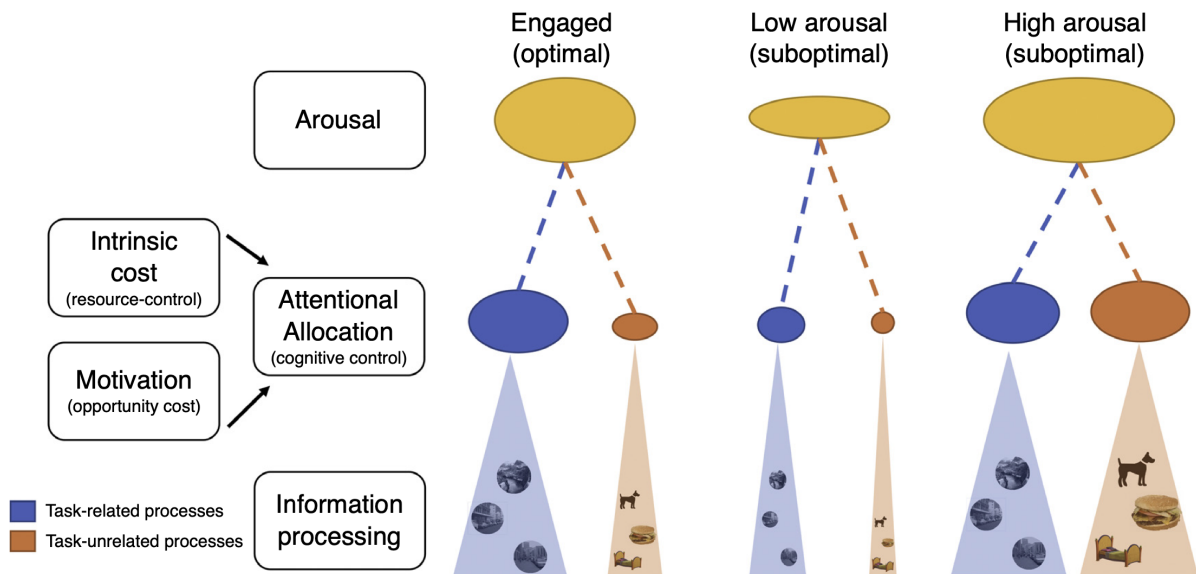 Engaged
(optimal)
Low arousal
(suboptimal)
High arousal
(suboptimal)
Arousal
Intrinsic
cost
(resource-control)
Attentional
Allocation
(cognitive control)
Motivation
(opportunity cost)
Information
processing
Task-related processes
Task-unrelated processes